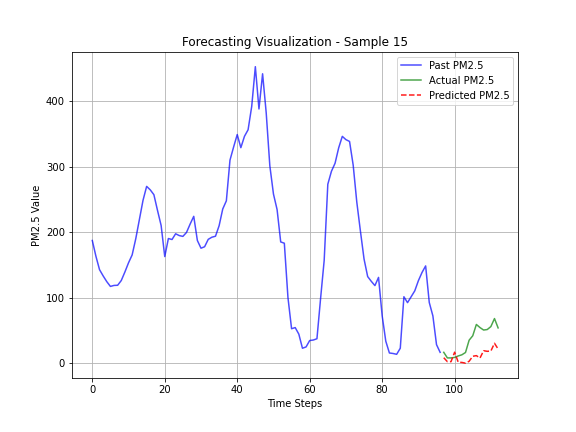 Forecasting Visualization - Sample 15
Past PM2.5
Actual PM2.5
Predicted PM2.5
PM2.5 Value
400
300
200
100
0
0 20 40 60 80 100
Time Steps